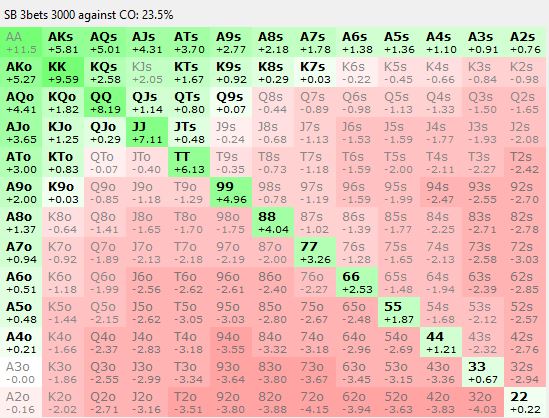 SB 3bets 3000 against CO: 23.5%
AA AKs AQs AJs ATs A9s A8s A7s A6s A5s A4s A3s A2s
+11.5 +5.81 +5.01 +4.31 +3.70 +2.77 +2.18 +1.78 +1.38 +1.36 +1.10 +0.91 +0.76
AKo KK KQs KJs KTs K9s K8s K7s K6s K5s K4s K3s K2s
+5.27 +9.59 +2.58 +2.05 +1.67 +0.92 +0.29 +0.03 -0.22 -0.45 -0.66 -0.84 -0.98
AQo KQo QQ QJs QTs Q9s Q8s Q7s Q6s Q5s Q4s Q3s Q2s
+4.41 +1.82 +8.19 +1.14 +0.80 +0.07 -0.44 -0.89 -0.98 -1.13 -1.33 -1.50 -1.65
AJo KJo QJo JJ JTs J9s J8s J7s J6s J5s J4s J3s J2s
+3.65 +1.25 +0.29 +7.11 +0.48 -0.24 -0.68 -1.13 -1.53 -1.59 -1.77 -1.93 -2.08
ATo KTo QTo JTo TT T9s T8s T7s T6s T5s T4s T3s T2s
+3.00 +0.83 -0.07 -0.40 +6.13 -0.35 -0.73 -1.18 -1.59 -2.00 -2.11 -2.27 -2.42
A9o K9o Q9o J9o T9o 99 98s 97s 96s 95s 94s 93s 92s
+2.00 +0.03 -0.85 -1.18 -1.29 +4.96 -0.78 -1.19 -1.59 -1.99 -2.47 -2.55 -2.70
A8o K8o Q8o J8o T8o 98o 88 87s 86s 85s 84s 83s 82s
+1.37 -0.64 -1.41 -1.65 -1.70 -1.75 +4.04 -1.02 -1.39 -1.77 -2.25 -2.71 -2.78
A7o K7o Q7o J7o T7o 97o 87o 77 76s 75s 74s 73s 72s
+0.94 -0.92 -1.89 -2.13 -2.18 -2.19 -2.00 +3.26 -1.28 -1.65 -2.13 -2.58 -3.03
A6o K6o Q6o J6o T6o 96o 86o 76o 66 65s 64s 63s 62s
+0.51 -1.18 -1.99 -2.56 -2.62 -2.61 -2.40 -2.27 +2.53 -1.48 -1.94 -2.39 -2.85
A5o K5o Q5o J5o T5o 95o 85o 75o 65o 55 54s 53s 52s
+0.48 -1.44 -2.15 -2.62 -3.05 -3.03 -2.80 -2.67 -2.48 +1.87 -1.68 -2.12 -2.57
A4o K4o Q4o J4o T4o 94o 84o 74o 64o 54o 44 43s 42s
+0.21 -1.66 -2.37 -2.83 -3.18 -3.55 -3.32 -3.18 -2.96 -2.69 +1.21 -2.32 -2.76
A3o K3o Q3o J3o T3o 93o 83o 73o 63o 53o 43o 33 32s
-0.00 -1.86 -2.55 -2.99 -3.34 -3.64 -3.80 -3.67 -3.45 -3.15 -3.36 +0.67 -2.94
A2o K2o Q2o J2o T2o 92o 82o 72o 62o 52o 42o 32o 22
-0.16 -2.02 -2.71 -3.16 -3.51 -3.80 -3.88 -4.15 -3.94 -3.63 -3.83 -4.03 +0.22